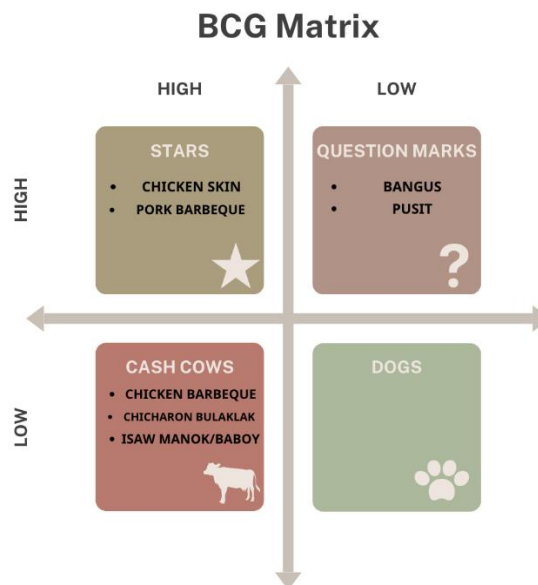 BCG Matrix
HIGH
LOW
HIGH
STARS
• CHICKEN SKIN
• PORK BARBEQUE
QUESTION MARKS
• BANGUS
• PUSIT
?
LOW
CASH COWS
• CHICKEN BARBEQUE
• CHICHARON BULAKLAK
• ISAW MANOK/BABOY
DOGS